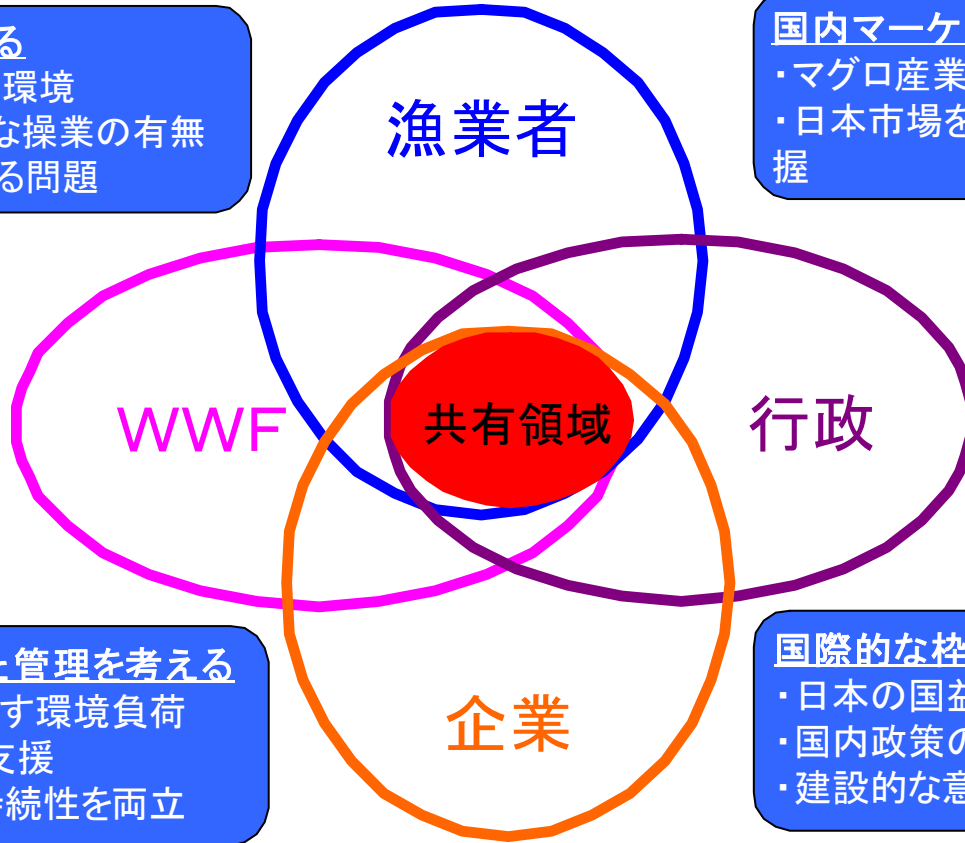 る
環境
な操業の有無
る問題
国内マーケ
・マグロ産業
・日本市場を
握
漁業者
WWF
共有領域
行政
企業
と管理を考える
す環境負荷
支援
持続性を両立
国際的な枠
・日本の国益
・国内政策の
・建設的な意